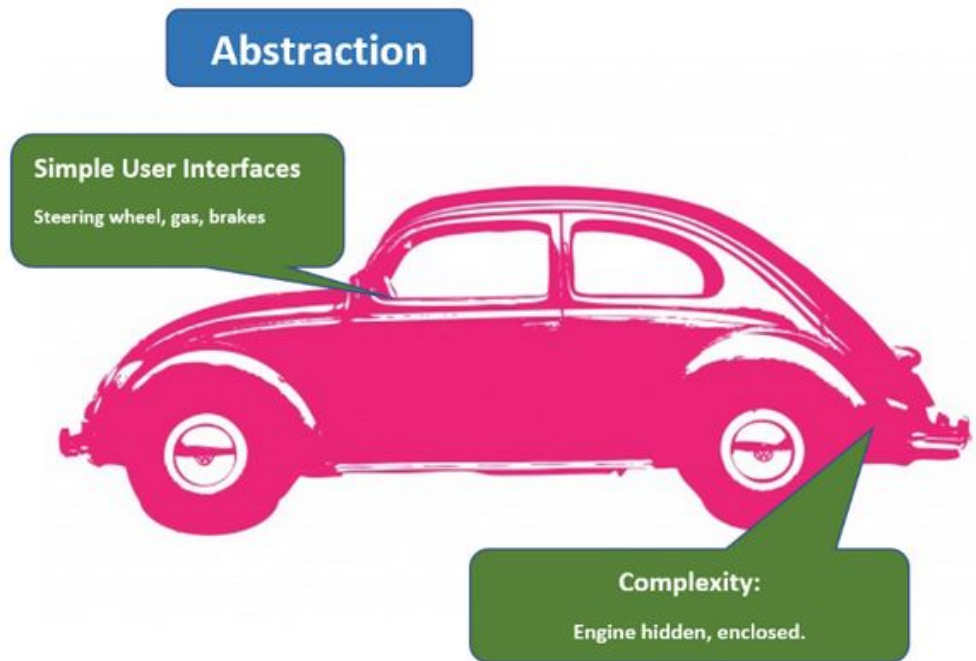 Abstraction
Simple User Interfaces
Steering wheel, gas, brakes
Complexity:
Engine hidden, enclosed.